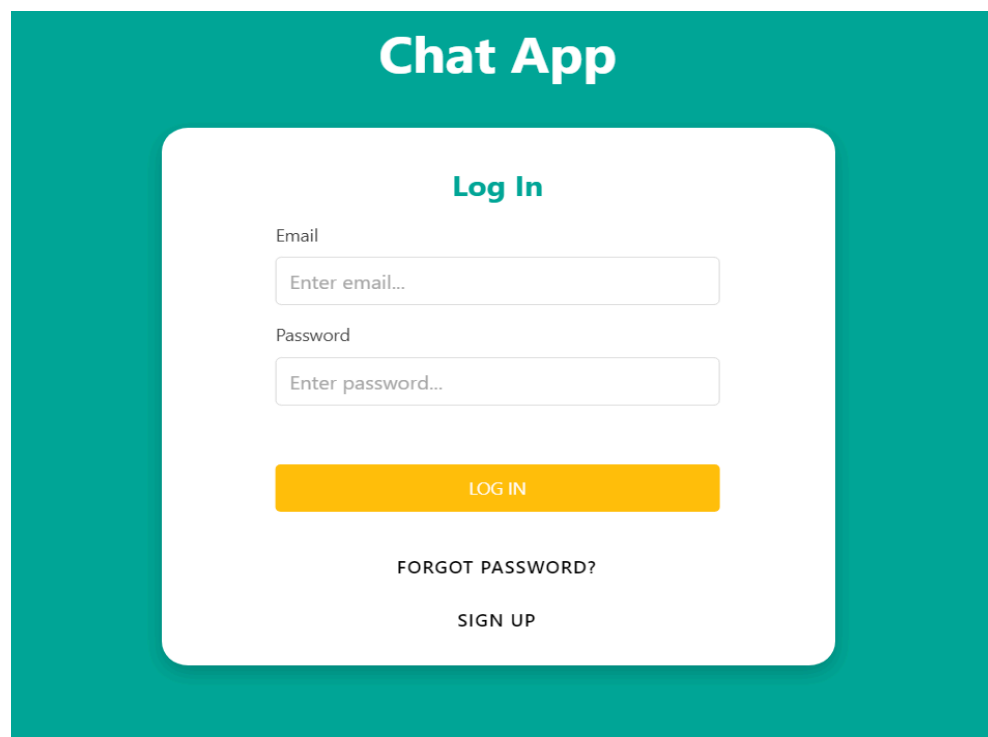 Chat App
Log In
Email
Enter email...
Password
Enter password...
LOG IN
FORGOT PASSWORD?
SIGN UP